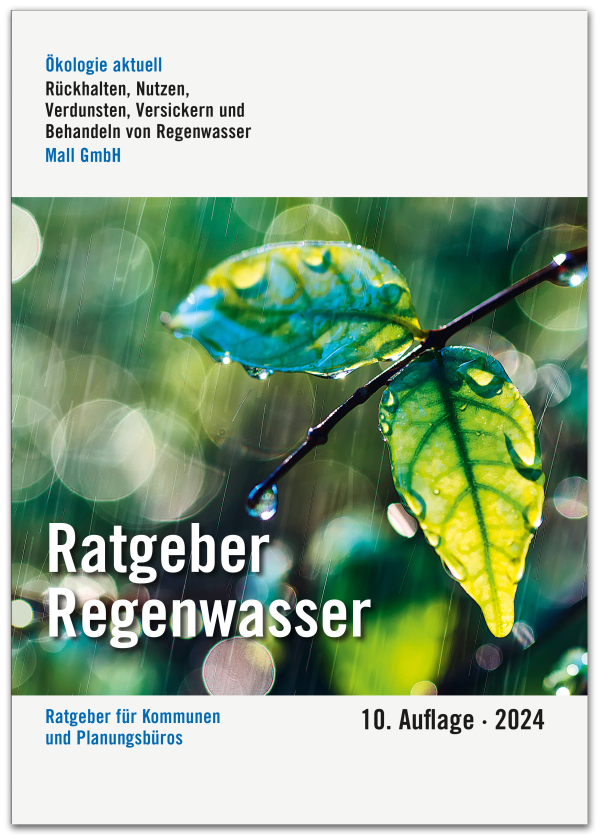 Ökologie aktuell
Rückhalten, Nutzen,
Verdunsten, Versickern und
Behandeln von Regenwasser
Mall GmbH
Ratgeber
Regenwasser
Ratgeber für Kommunen
und Planungsbüros
10. Auflage · 2024